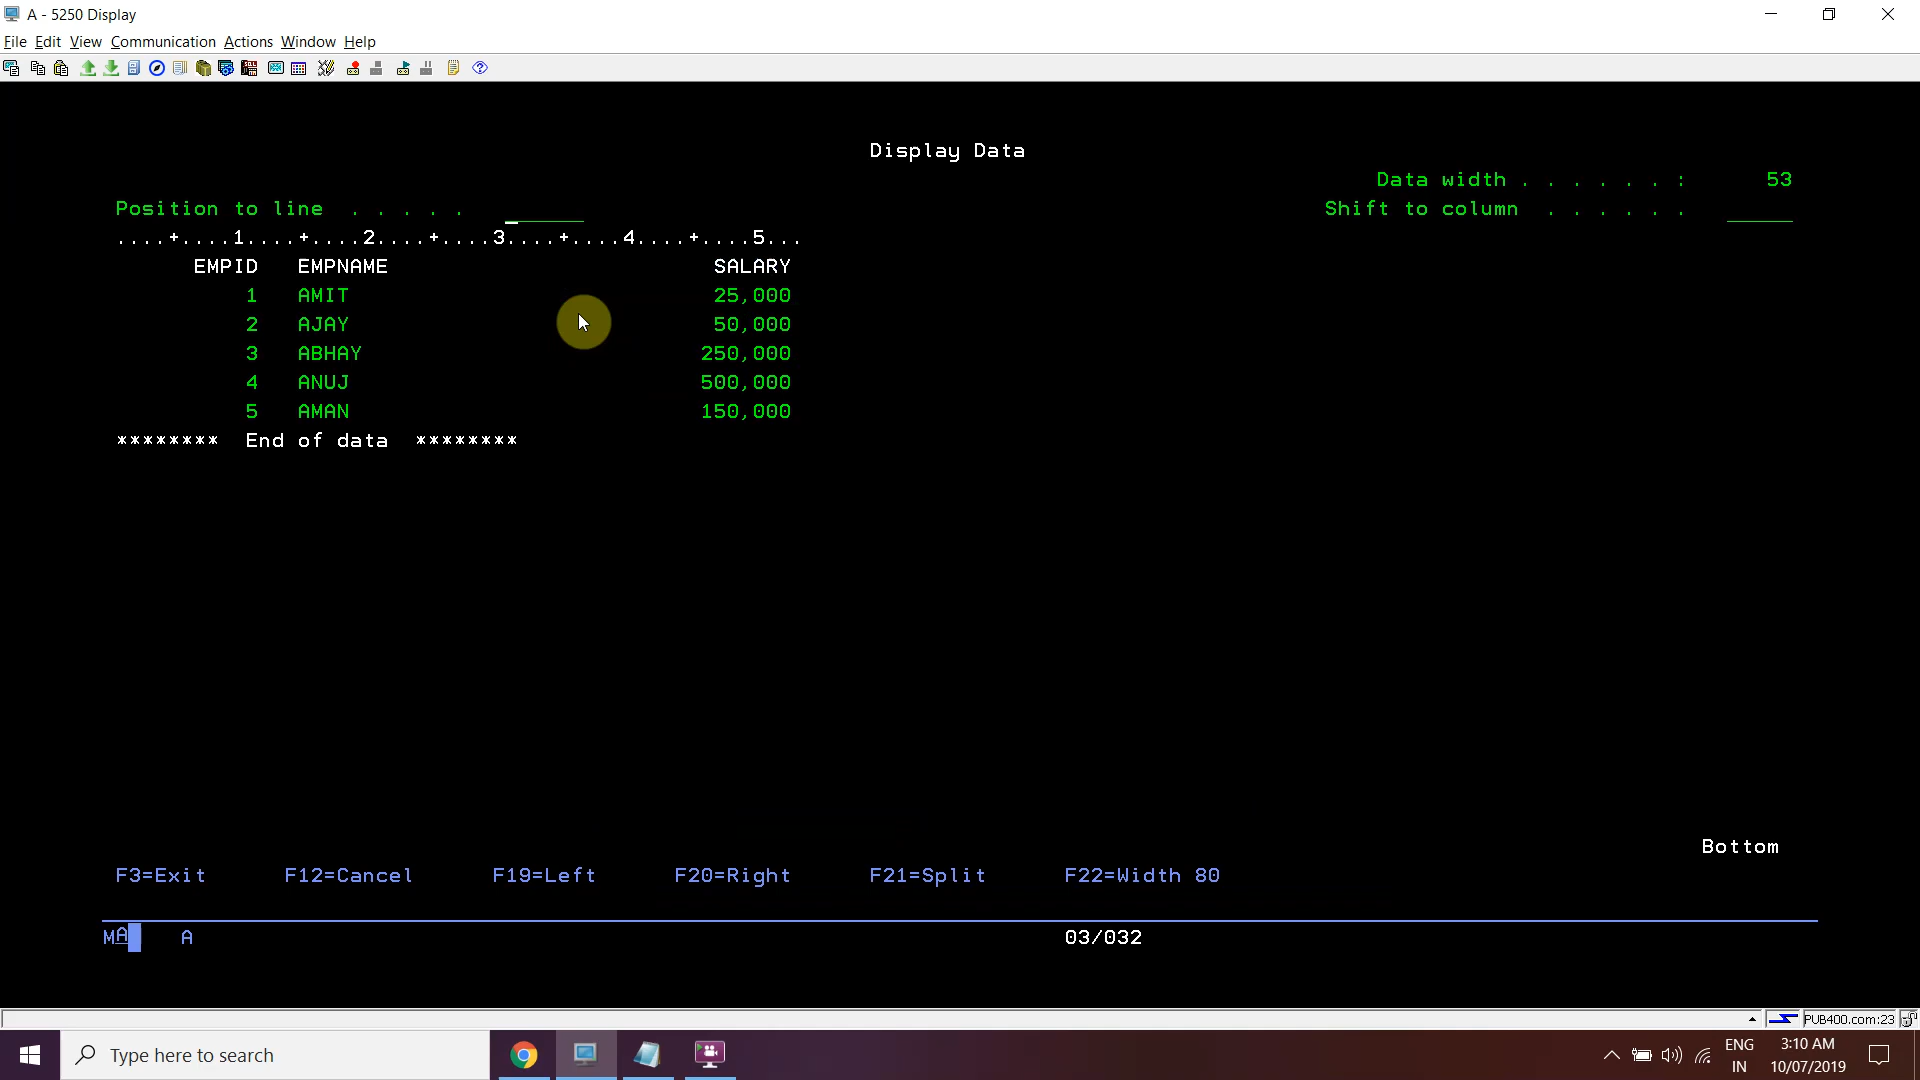 A - 5250 Display
File Edit View Communication Actions Window Help
Display Data
Data width . . . . . . : 53
Position to line . . . . . Shift to column . . . . . .
....+....1....+....2....+....3....+....4....+....5...
EMPID EMPNAME SALARY
1 AMIT 25,000
2 AJAY 50,000
3 ABHAY 250,000
4 ANUJ 500,000
5 AMAN 150,000
******** End of data ********
Bottom
F3=Exit F12=Cancel F19=Left F20=Right F21=Split F22=Width 80
MA A 03/032
PUB400.com:23
Type here to search
ENG
IN
3:10 AM
10/07/2019